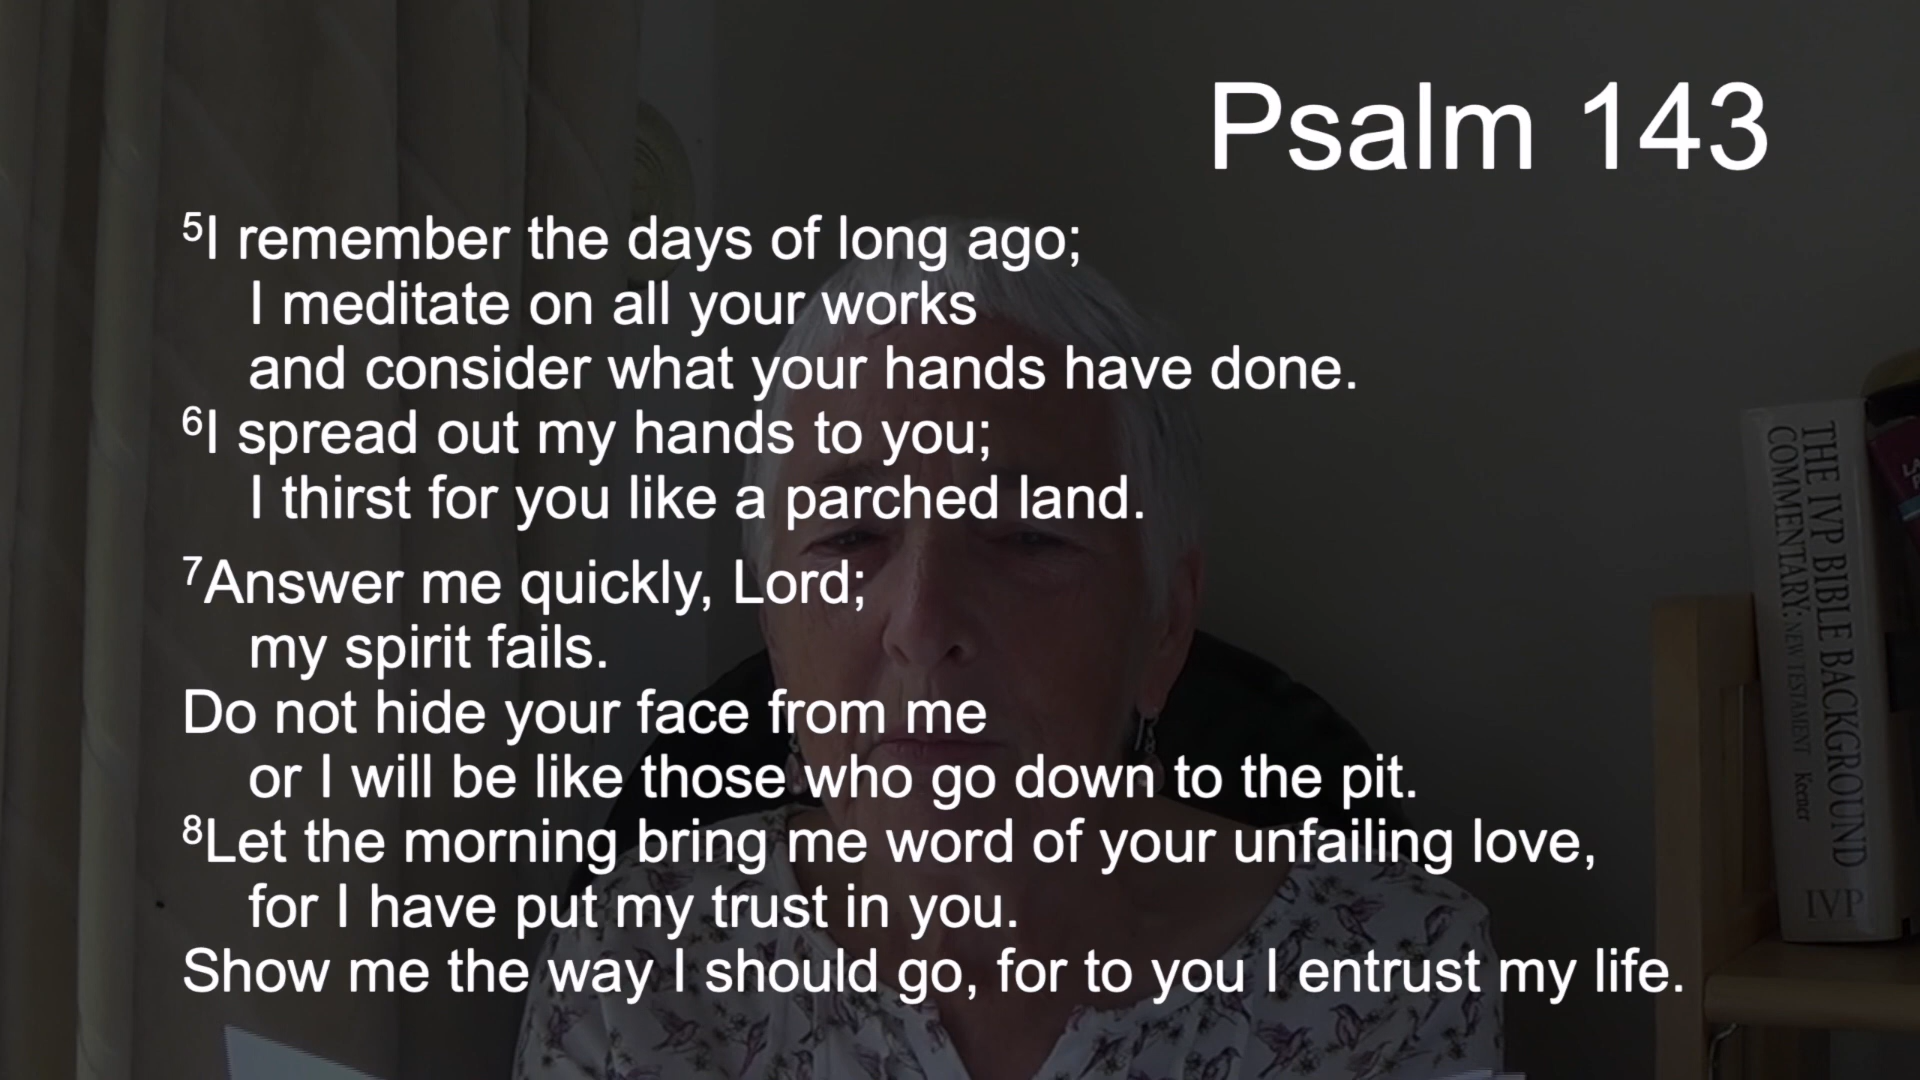 Psalm 143
⁵I remember the days of long ago;
I meditate on all your works
and consider what your hands have done.
⁶I spread out my hands to you;
I thirst for you like a parched land.
⁷Answer me quickly, Lord;
my spirit fails.
Do not hide your face from me
or I will be like those who go down to the pit.
⁸Let the morning bring me word of your unfailing love,
for I have put my trust in you.
Show me the way I should go, for to you I entrust my life.
THE IVP BIBLE BACKGROUND
COMMENTARY: NEW TESTAMENT
Keener
IVP